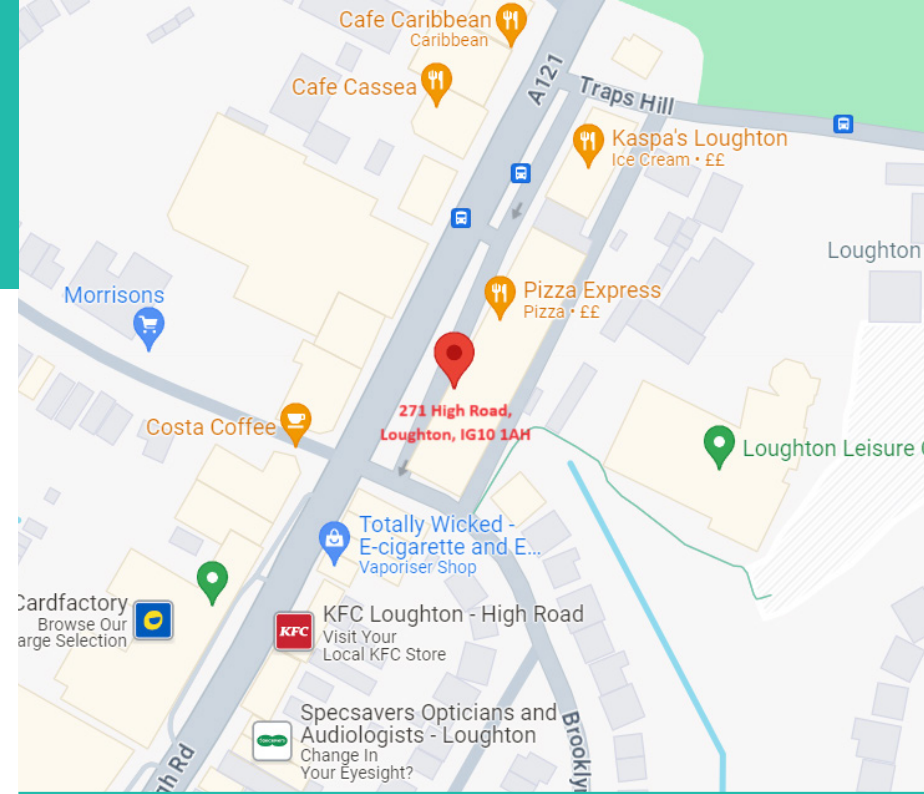 Cafe Caribbean
Caribbean
Cafe Cassea
A121
Traps Hill
Kaspa's Loughton
Ice Cream • ££
Loughton
Morrisons
Pizza Express
Pizza • ££
271 High Road,
Loughton, IG10 1AH
Costa Coffee
Loughton Leisure
Totally Wicked -
E-cigarette and E...
Vaporiser Shop
Cardfactory
Browse Our
arge Selection
KFC
KFC Loughton - High Road
Visit Your
Local KFC Store
Specsavers Opticians and
Audiologists - Loughton
Change In
Your Eyesight?
Brookly
gh Rd